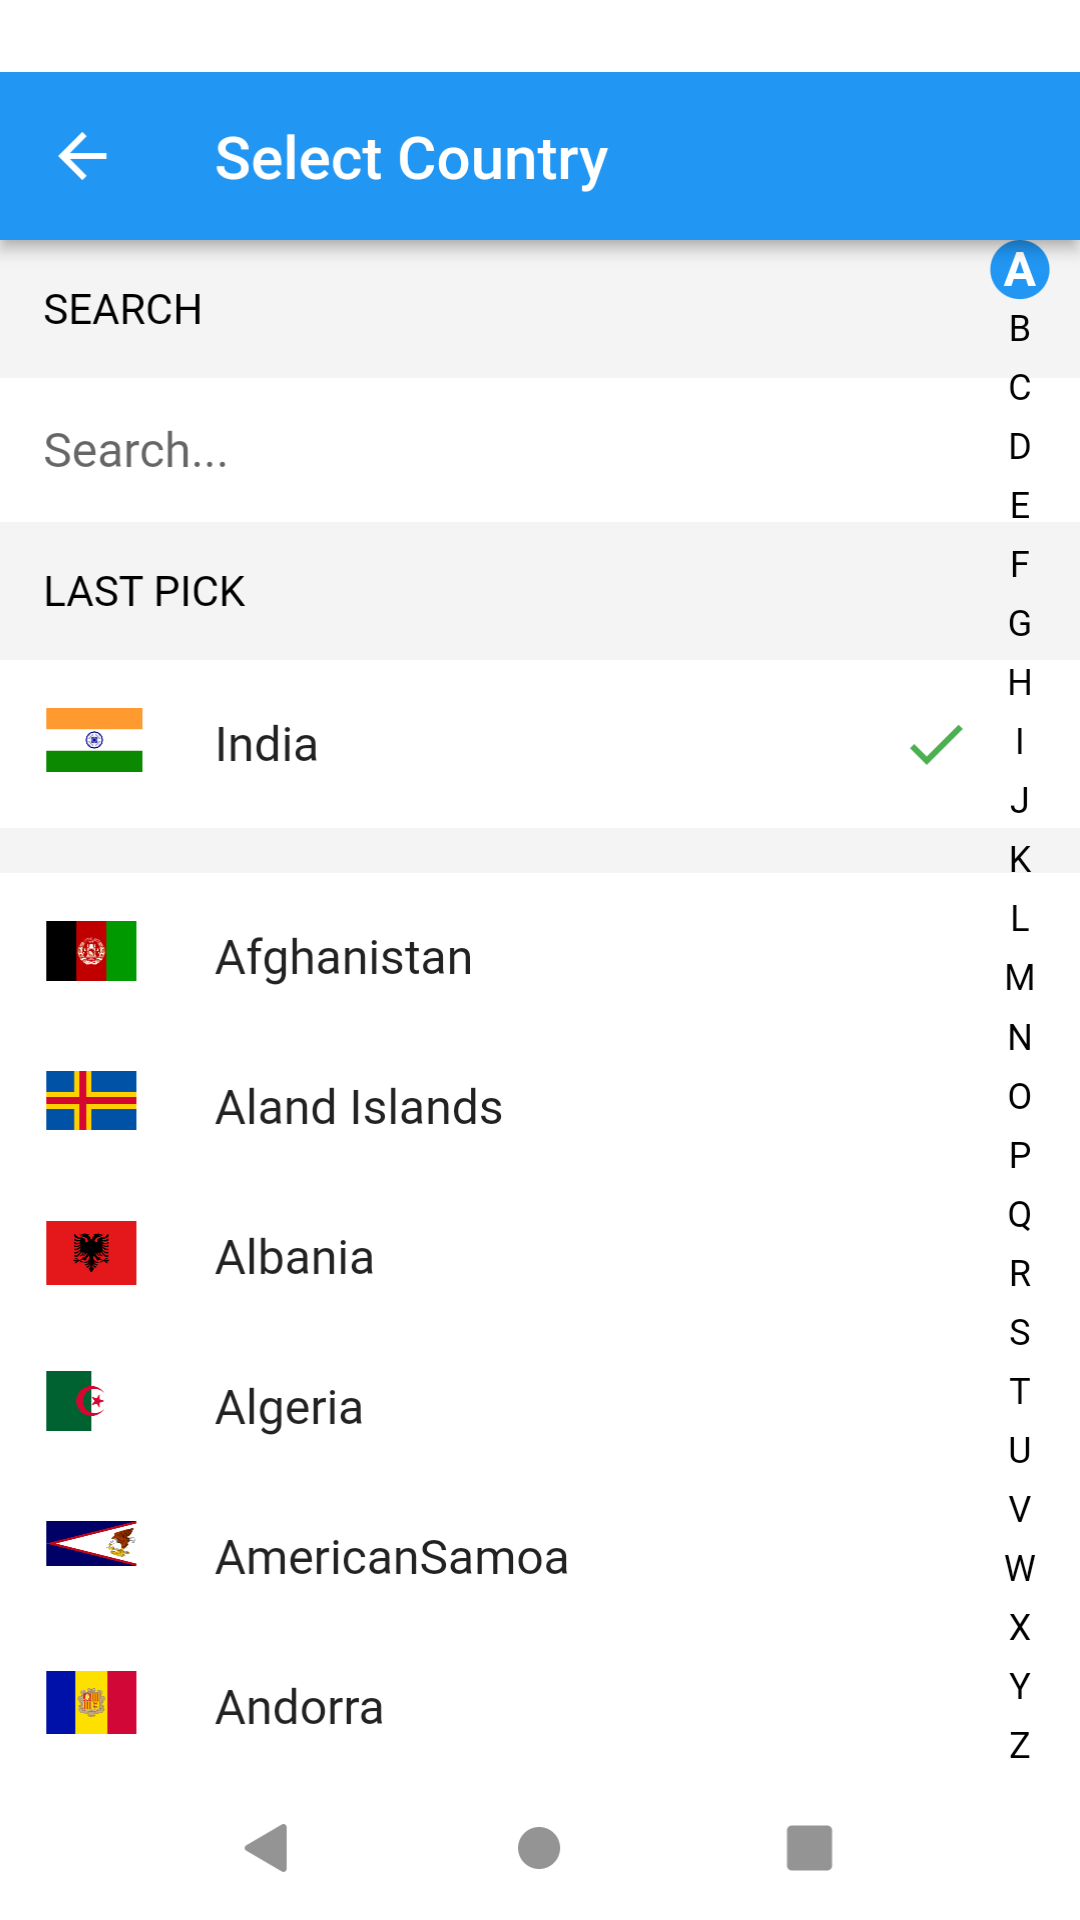 Select Country
SEARCH
Search...
LAST PICK
India
Afghanistan
Aland Islands
Albania
Algeria
AmericanSamoa
Andorra
A
B
C
D
E
F
G
H
I
J
K
L
M
N
O
P
Q
R
S
T
U
V
W
X
Y
Z